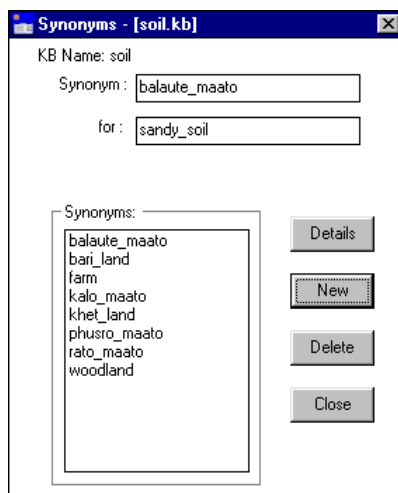 Synonyms - [soil.kb]
KB Name: soil
Synonym : balaute_maato
for : sandy_soil
Synonyms:
balaute_maato
bari_land
farm
kalo_maato
khet_land
phusro_maato
rato_maato
woodland
Details
New
Delete
Close